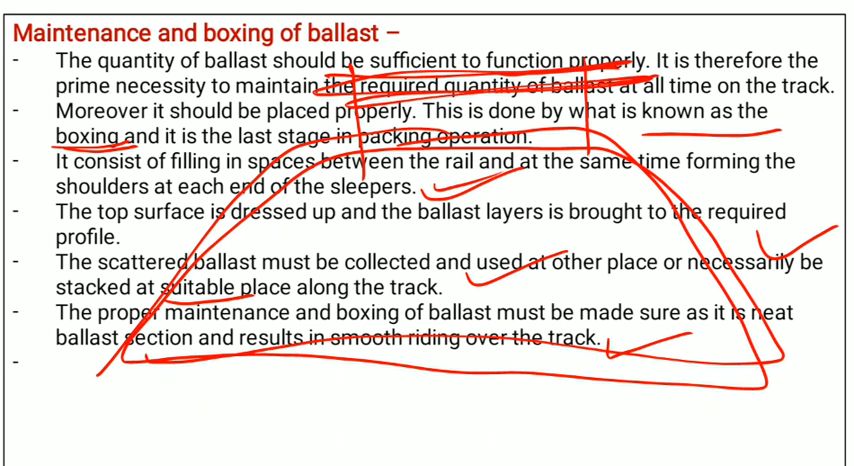 Maintenance and boxing of ballast –
- The quantity of ballast should be sufficient to function properly. It is therefore the
prime necessity to maintain the required quantity of ballast at all time on the track.
- Moreover it should be placed properly. This is done by what is known as the
boxing and it is the last stage in packing operation.
- It consist of filling in spaces between the rail and at the same time forming the
shoulders at each end of the sleepers.
- The top surface is dressed up and the ballast layers is brought to the required
profile.
- The scattered ballast must be collected and used at other place or necessarily be
stacked at suitable place along the track.
- The proper maintenance and boxing of ballast must be made sure as it is neat
ballast section and results in smooth riding over the track.
-